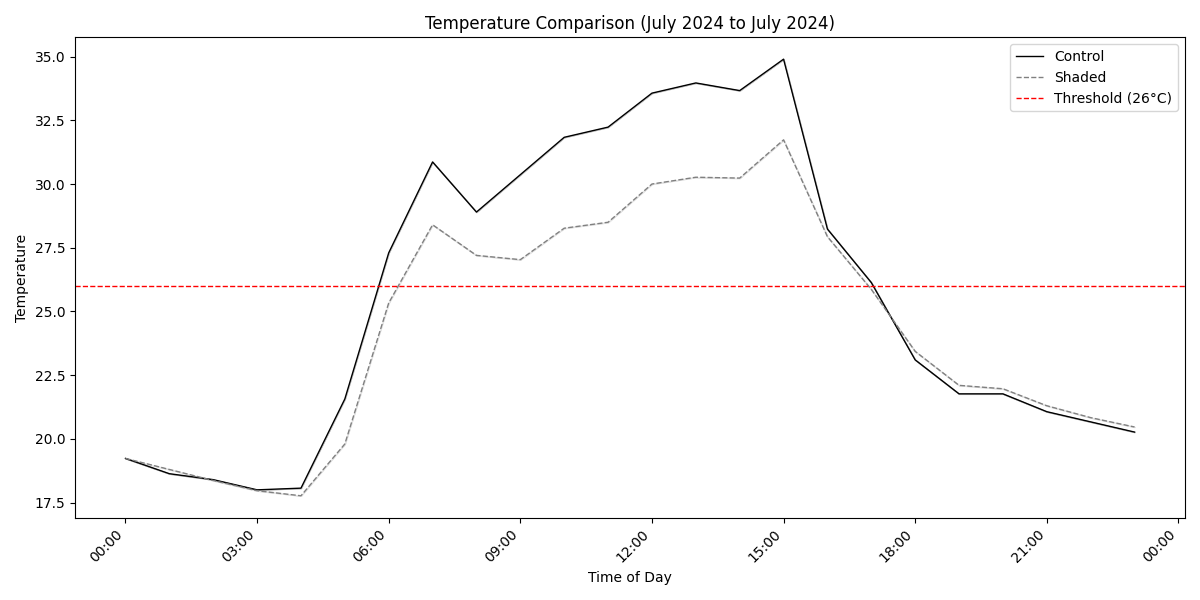 Temperature Comparison (July 2024 to July 2024)
Control
Shaded
Threshold (26°C)
Temperature
35.0
32.5
30.0
27.5
25.0
22.5
20.0
17.5
00:00
03:00
06:00
09:00
12:00
15:00
18:00
21:00
00:00
Time of Day